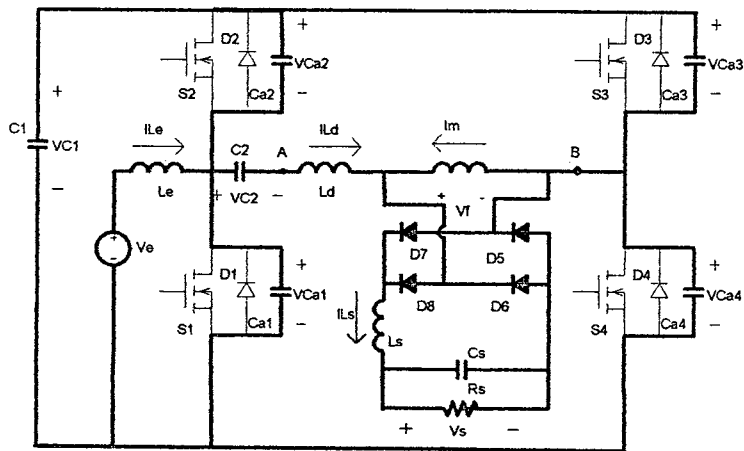 D2
+
VCa2
-
S2
Ca2
D3
+
VCa3
-
S3
Ca3
+
C1
VC1
-
ILe
C2
A
ILd
Im
B
Le
+ VC2 -
Ld
+ Vf -
Ve
+
-
D7
D5
D1
+
VCa1
-
S1
Ca1
D8
D6
D4
+
VCa4
-
S4
Ca4
ILs
Ls
Cs
Rs
+ Vs -